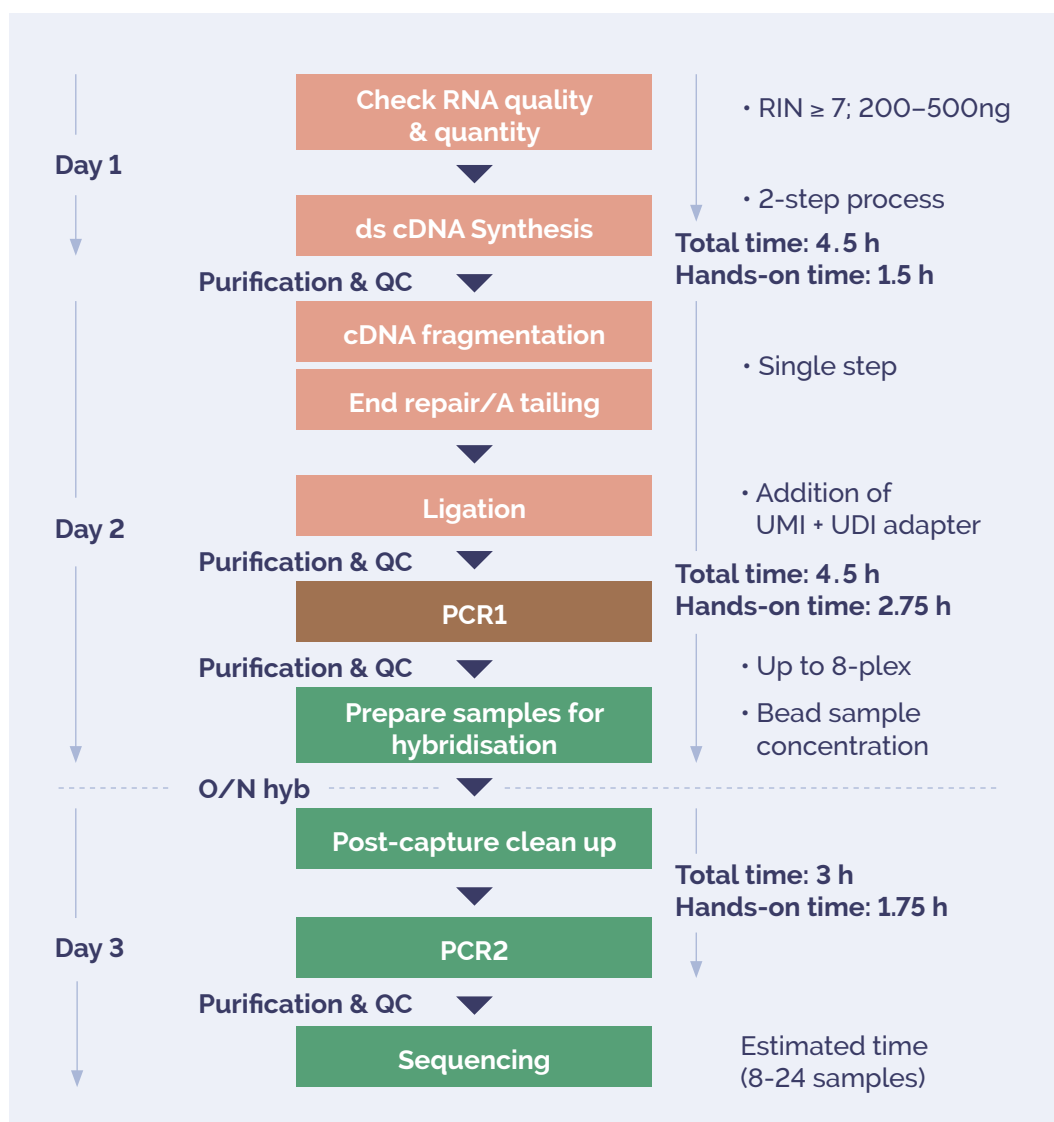 Check RNA quality
& quantity
• RIN ≥ 7; 200–500ng
Day 1
ds cDNA Synthesis
• 2-step process
Total time: 4.5 h
Hands-on time: 1.5 h
Purification & QC
cDNA fragmentation
• Single step
End repair/A tailing
Ligation
• Addition of
UMI + UDI adapter
Day 2
Purification & QC
Total time: 4.5 h
Hands-on time: 2.75 h
PCR1
Purification & QC
• Up to 8-plex
Prepare samples for
hybridisation
• Bead sample
concentration
O/N hyb
Post-capture clean up
Total time: 3 h
Hands-on time: 1.75 h
Day 3
PCR2
Purification & QC
Sequencing
Estimated time
(8-24 samples)